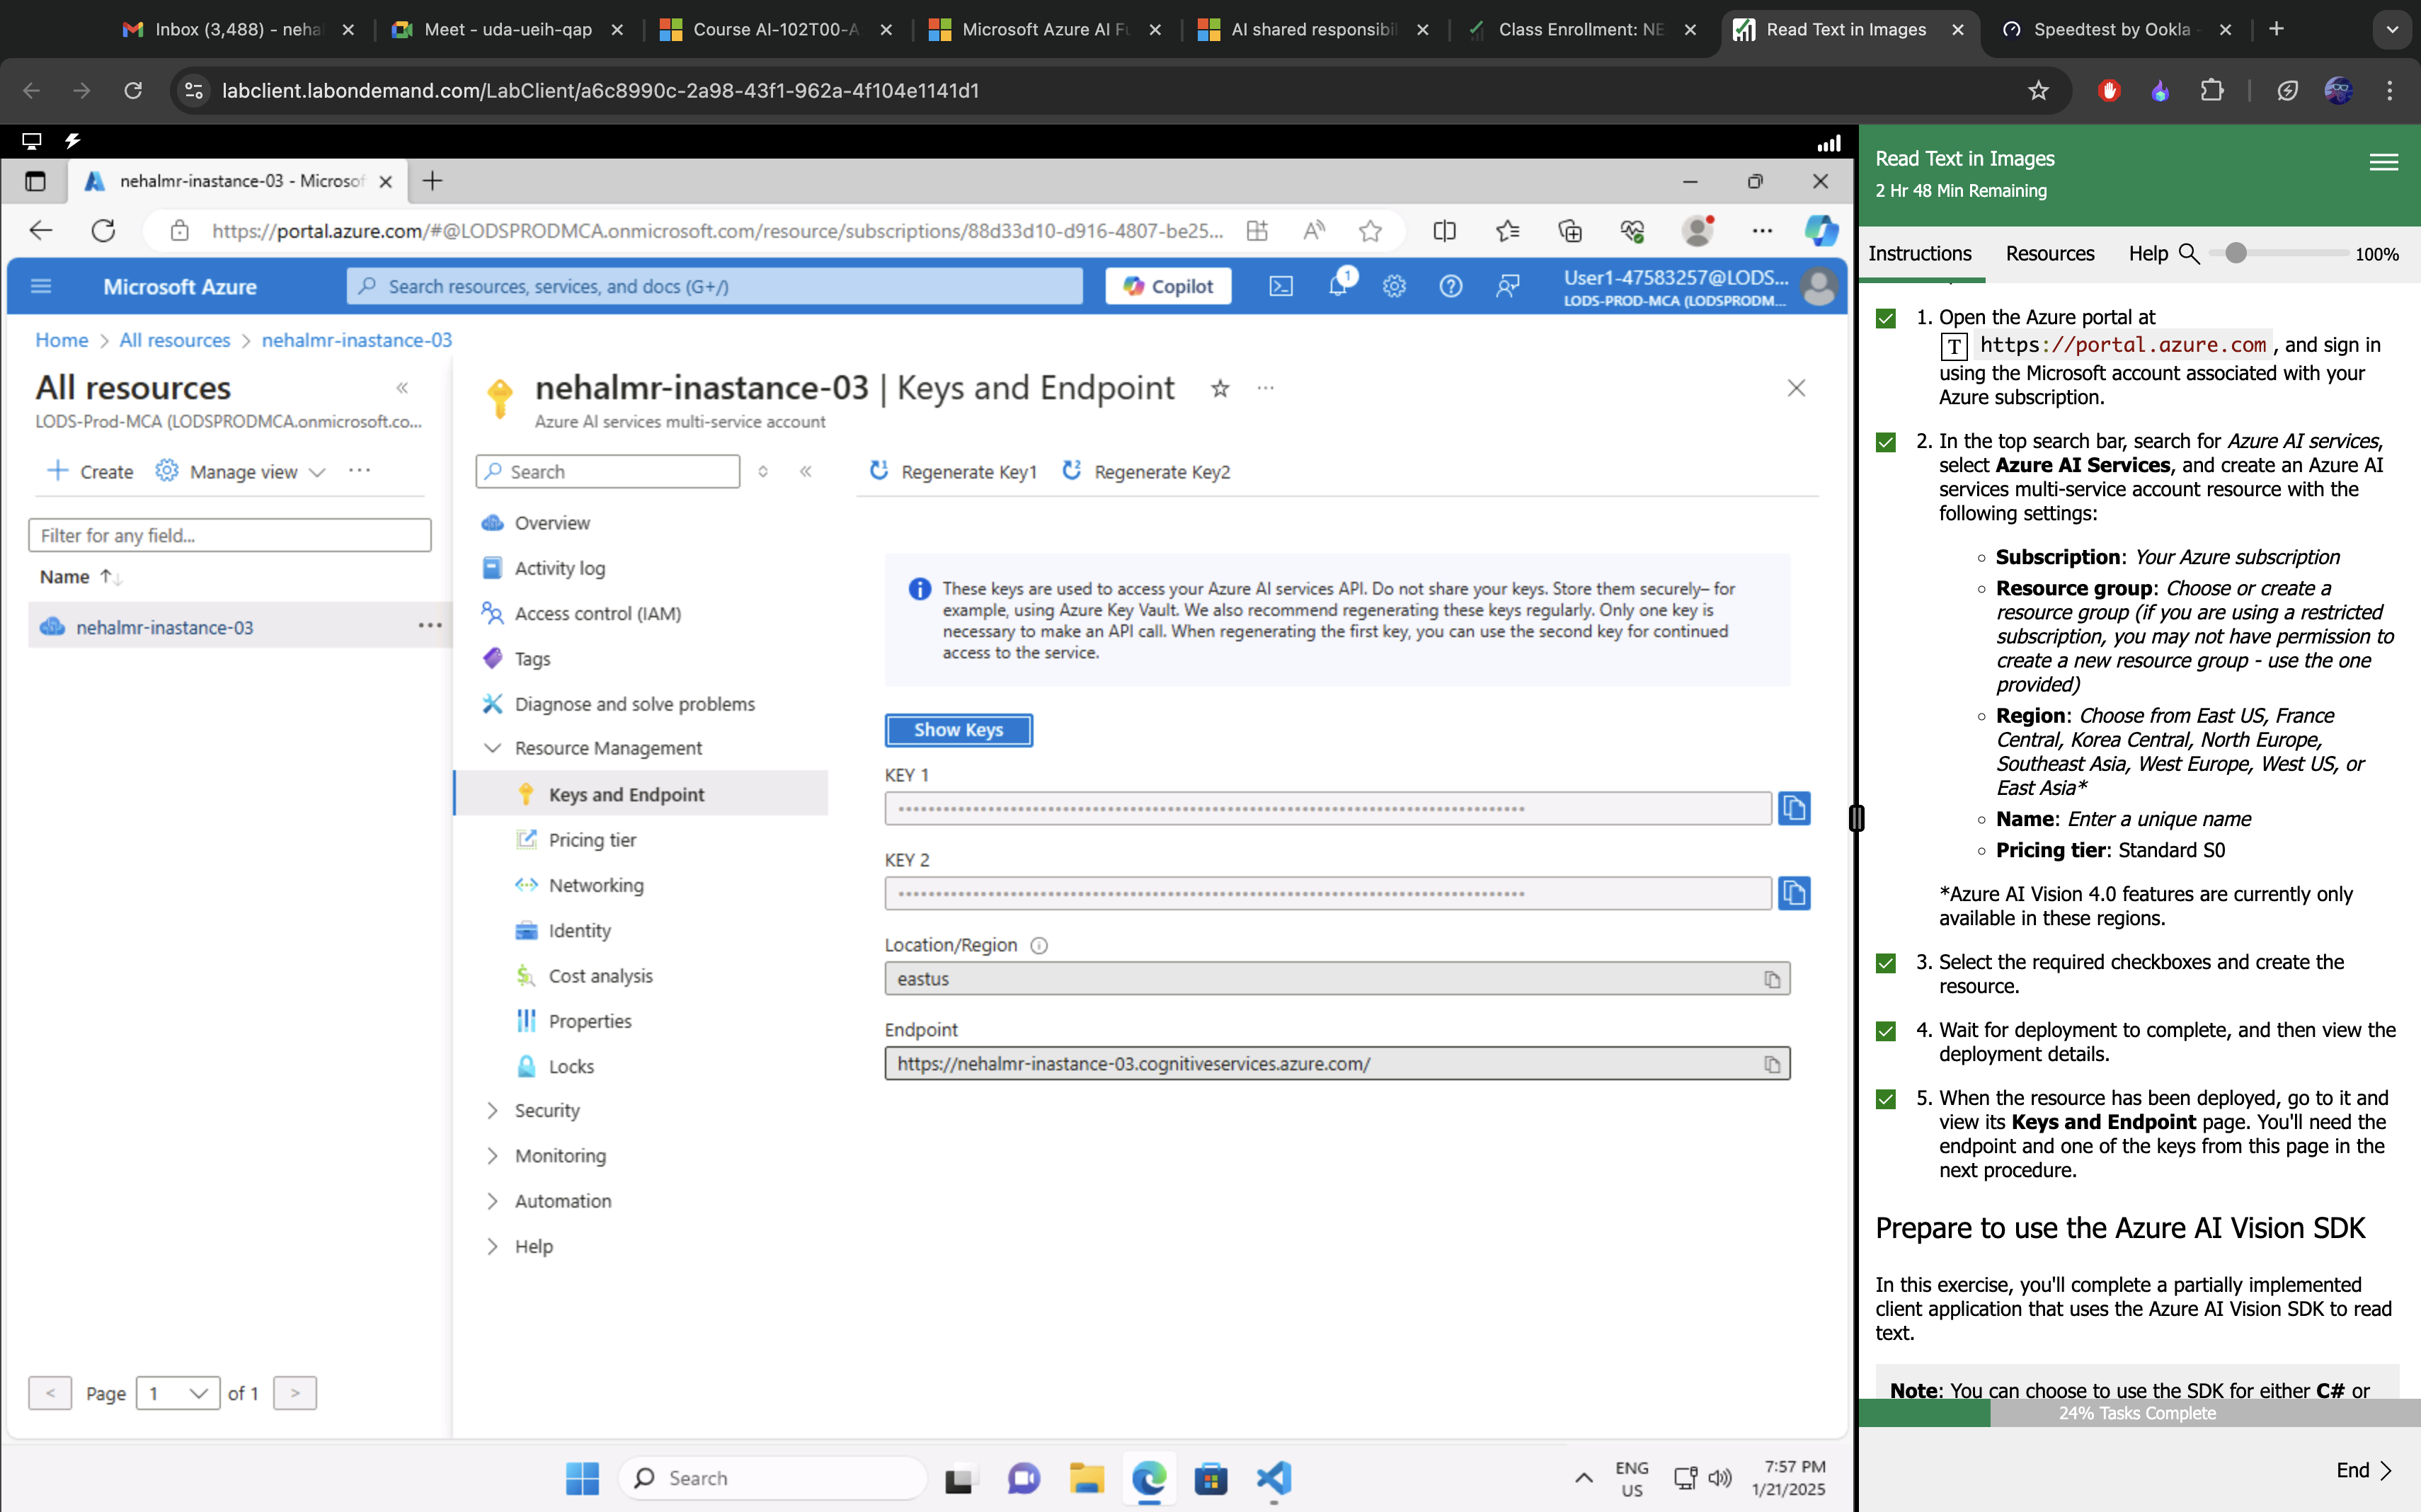 Inbox (3,488) - neha
Meet - uda-ueih-qap
Course AI-102T00-A
Microsoft Azure AI Fu
AI shared responsibil
Class Enrollment: NE
Read Text in Images
Speedtest by Ookla -
labclient.labondemand.com/LabClient/a6c8990c-2a98-43f1-962a-4f104e1141d1
nehalmr-inastance-03 - Microsof
https://portal.azure.com/#@LODSPRODMCA.onmicrosoft.com/resource/subscriptions/88d33d10-d916-4807-be25...
Microsoft Azure
Search resources, services, and docs (G+/)
Copilot
1
User1-47583257@LODS...
LODS-PROD-MCA (LODSPRODM...
Home > All resources > nehalmr-inastance-03
All resources
LODS-Prod-MCA (LODSPRODMCA.onmicrosoft.co...
Create
Manage view
Filter for any field...
Name
nehalmr-inastance-03
< Page 1 of 1 >
nehalmr-inastance-03 | Keys and Endpoint
Azure AI services multi-service account
Search
Overview
Activity log
Access control (IAM)
Tags
Diagnose and solve problems
Resource Management
Keys and Endpoint
Pricing tier
Networking
Identity
Cost analysis
Properties
Locks
Security
Monitoring
Automation
Help
Regenerate Key1
Regenerate Key2
These keys are used to access your Azure AI services API. Do not share your keys. Store them securely– for
example, using Azure Key Vault. We also recommend regenerating these keys regularly. Only one key is
necessary to make an API call. When regenerating the first key, you can use the second key for continued
access to the service.
Show Keys
KEY 1
KEY 2
Location/Region
eastus
Endpoint
https://nehalmr-inastance-03.cognitiveservices.azure.com/
Search
ENG
US
7:57 PM
1/21/2025
Read Text in Images
2 Hr 48 Min Remaining
Instructions Resources Help 100%
1. Open the Azure portal at
T https://portal.azure.com, and sign in
using the Microsoft account associated with your
Azure subscription.
2. In the top search bar, search for Azure AI services,
select Azure AI Services, and create an Azure AI
services multi-service account resource with the
following settings:
Subscription: Your Azure subscription
Resource group: Choose or create a
resource group (if you are using a restricted
subscription, you may not have permission to
create a new resource group - use the one
provided)
Region: Choose from East US, France
Central, Korea Central, North Europe,
Southeast Asia, West Europe, West US, or
East Asia*
Name: Enter a unique name
Pricing tier: Standard S0
*Azure AI Vision 4.0 features are currently only
available in these regions.
3. Select the required checkboxes and create the
resource.
4. Wait for deployment to complete, and then view the
deployment details.
5. When the resource has been deployed, go to it and
view its Keys and Endpoint page. You'll need the
endpoint and one of the keys from this page in the
next procedure.
Prepare to use the Azure AI Vision SDK
In this exercise, you'll complete a partially implemented
client application that uses the Azure AI Vision SDK to read
text.
Note: You can choose to use the SDK for either C# or
24% Tasks Complete
End >